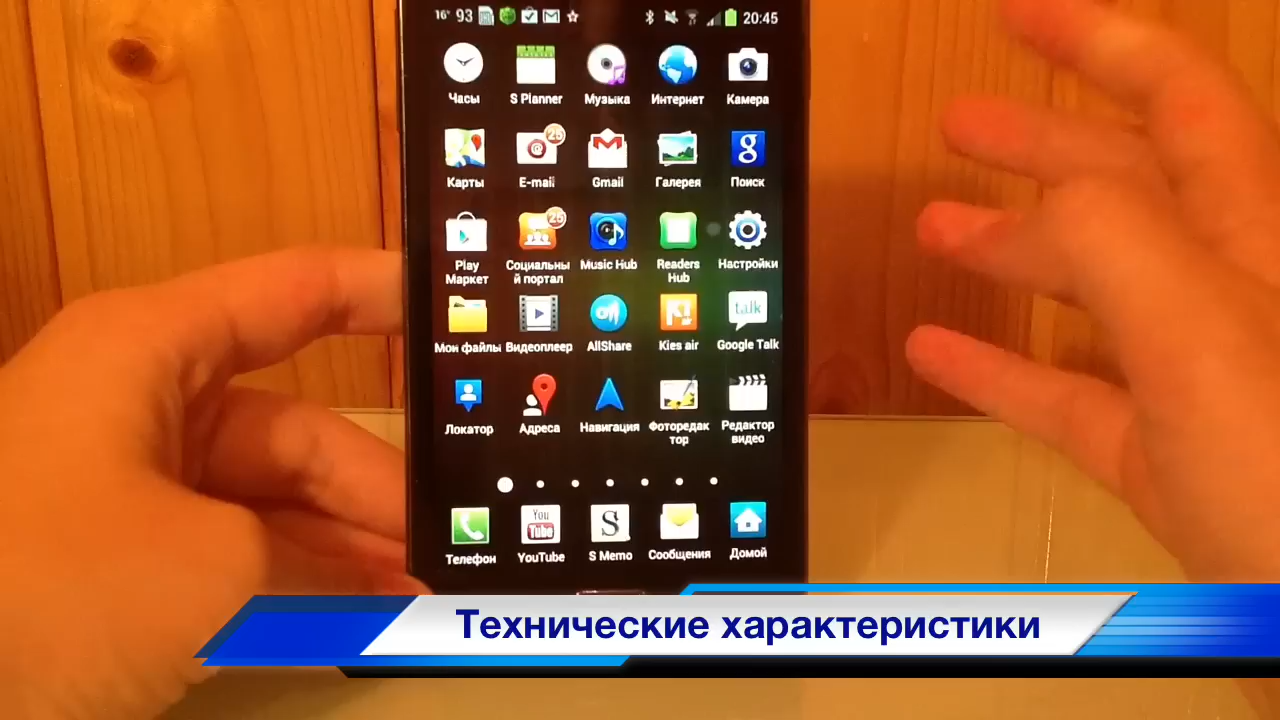 16° 93 20:45
Часы S Planner Музыка Интернет Камера
25
Карты E-mail Gmail Галерея Поиск
25
Play Социальны Music Hub Readers Настройки
Маркет й портал Hub
talk
Мои файлы Видеоплеер AllShare Kies air Google Talk
Локатор Адреса Навигация Фоторедак Редактор
тор видео
You
Tube S
Телефон YouTube S Memo Сообщения Домой
Технические характеристики